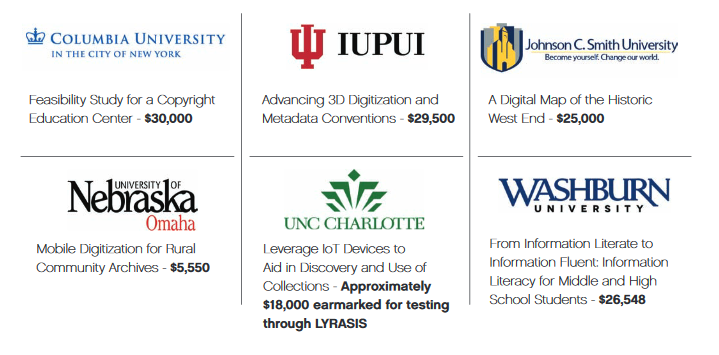 COLUMBIA UNIVERSITY
IN THE CITY OF NEW YORK
Feasibility Study for a Copyright
Education Center - $30,000
IUPUI
Advancing 3D Digitization and
Metadata Conventions - $29,500
Johnson C. Smith University
Become yourself. Change our world.
A Digital Map of the Historic
West End - $25,000
UNIVERSITY OF
Nebraska
Omaha
Mobile Digitization for Rural
Community Archives - $5,550
UNC CHARLOTTE
Leverage IoT Devices to
Aid in Discovery and Use of
Collections - Approximately
$18,000 earmarked for testing
through LYRASIS
WASHBURN
UNIVERSITY
From Information Literate to
Information Fluent: Information
Literacy for Middle and High
School Students - $26,548